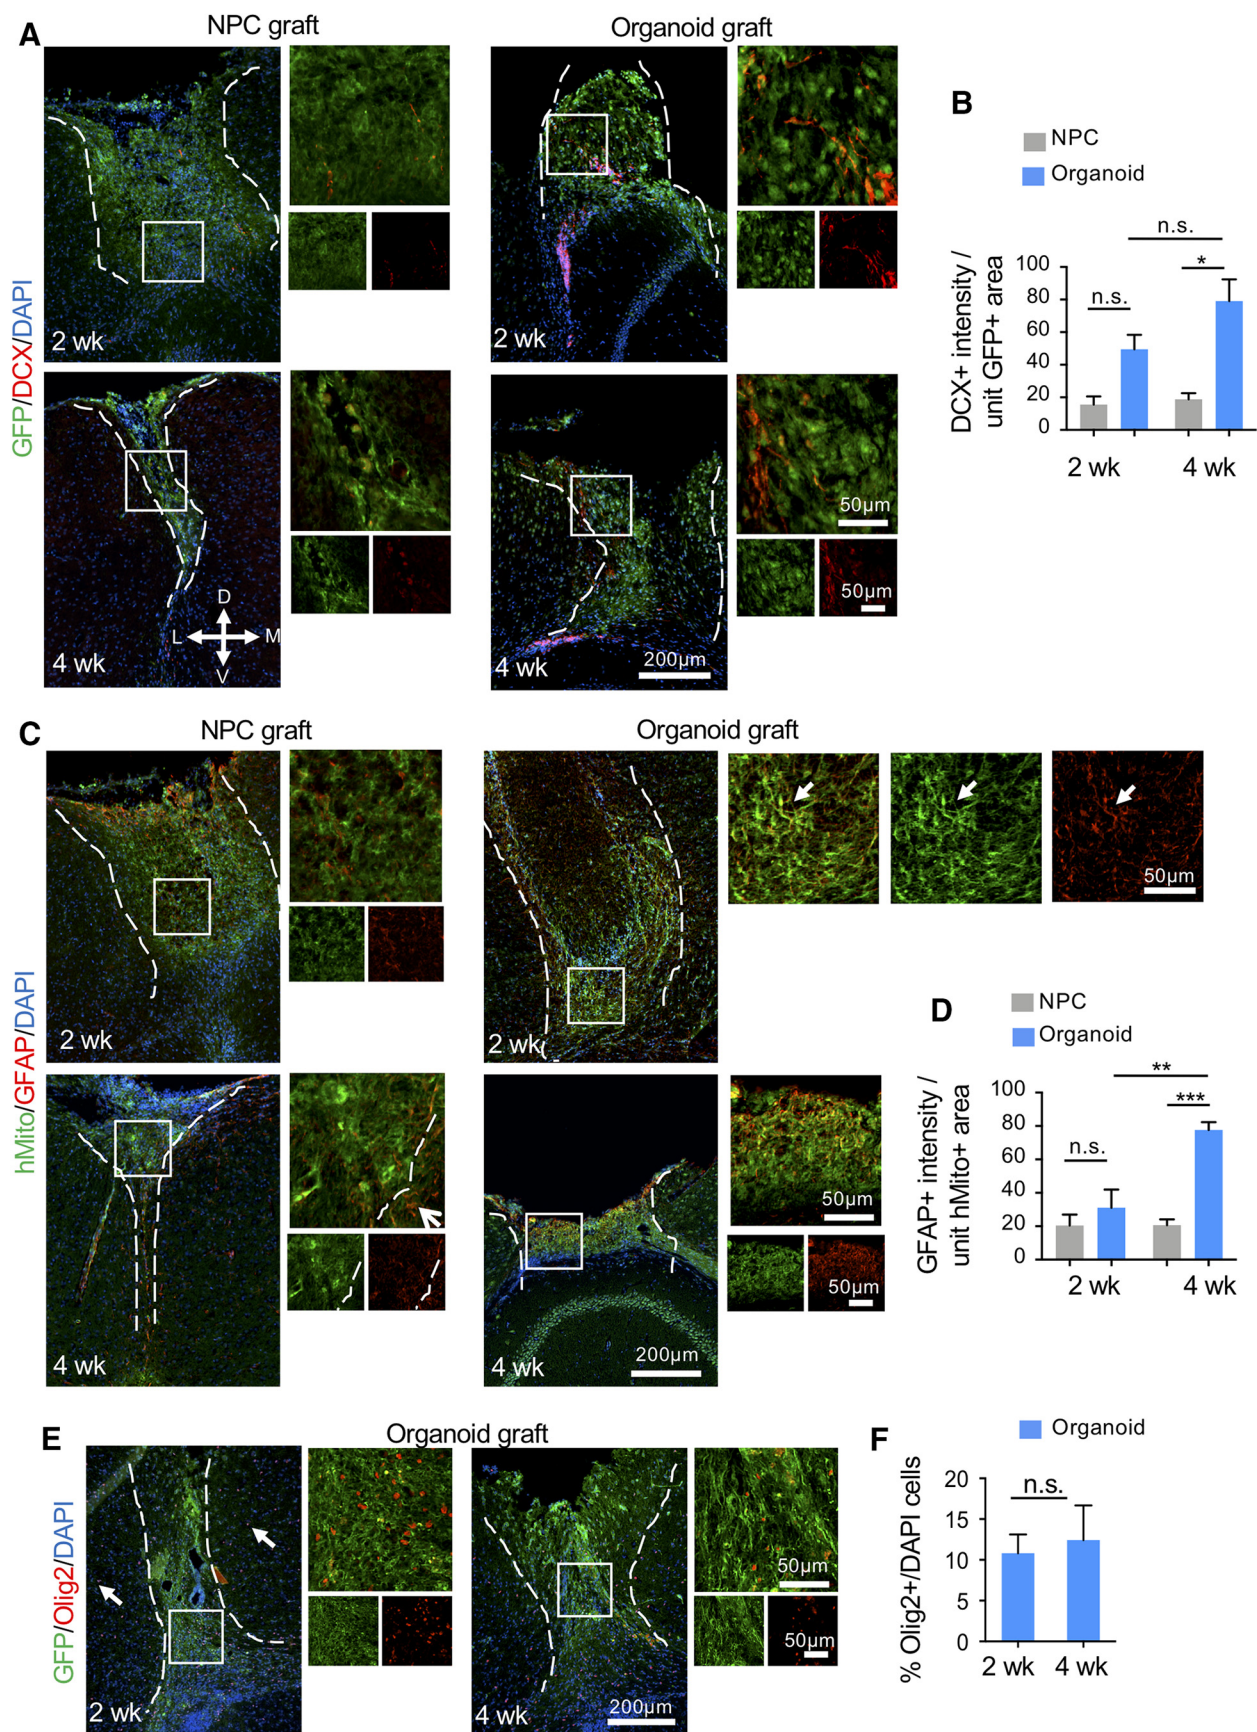 A
NPC graft
Organoid graft
GFP/DCX/DAPI
2 wk
2 wk
4 wk
D
L
M
V
4 wk
200µm
50µm
50µm
B
NPC
Organoid
DCX+ intensity /
unit GFP+ area
n.s.
n.s.
*
100
80
60
40
20
0
2 wk
4 wk
C
NPC graft
Organoid graft
hMito/GFAP/DAPI
2 wk
2 wk
50µm
4 wk
4 wk
200µm
50µm
50µm
D
NPC
Organoid
GFAP+ intensity /
unit hMito+ area
n.s.
**
***
100
80
60
40
20
0
2 wk
4 wk
E
Organoid graft
GFP/Olig2/DAPI
2 wk
4 wk
200µm
50µm
50µm
F
Organoid
% Olig2+/DAPI cells
n.s.
20
15
10
5
0
2 wk
4 wk